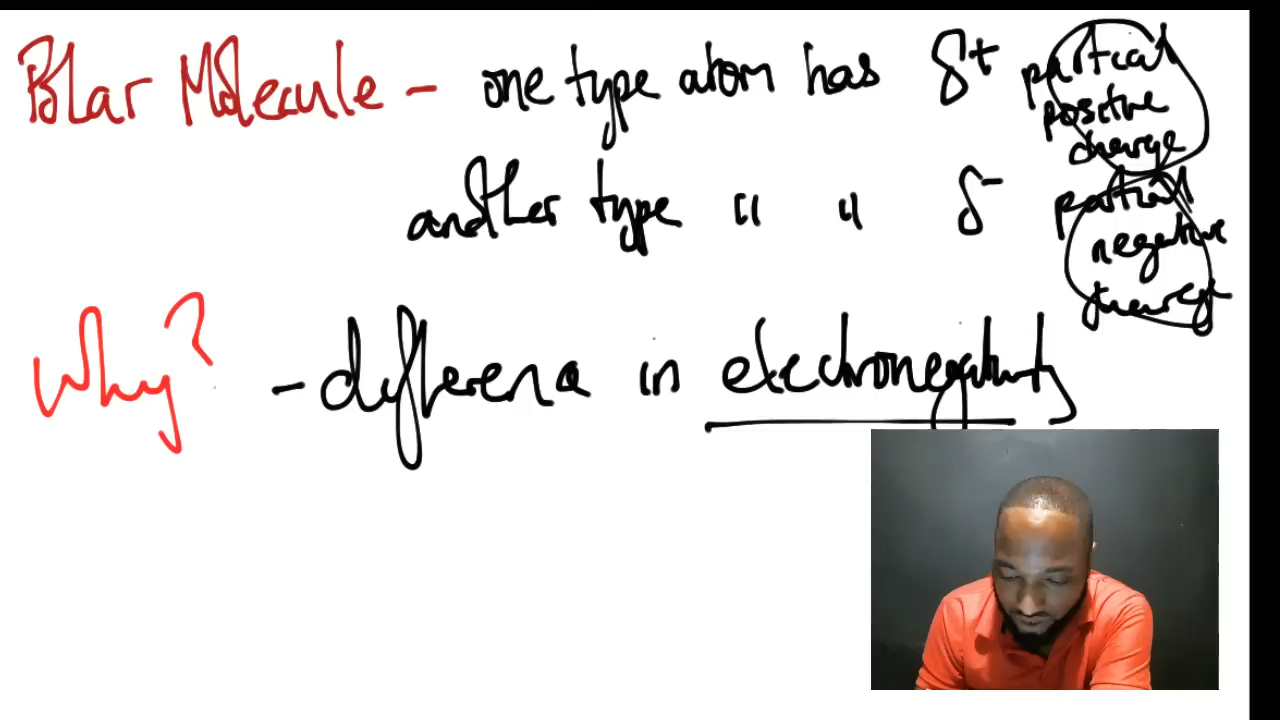 Polar Molecule - one type atom has δ+ partial
positive
charge
another type " " δ- partial
negative
charge
Why? - difference in electronegativity